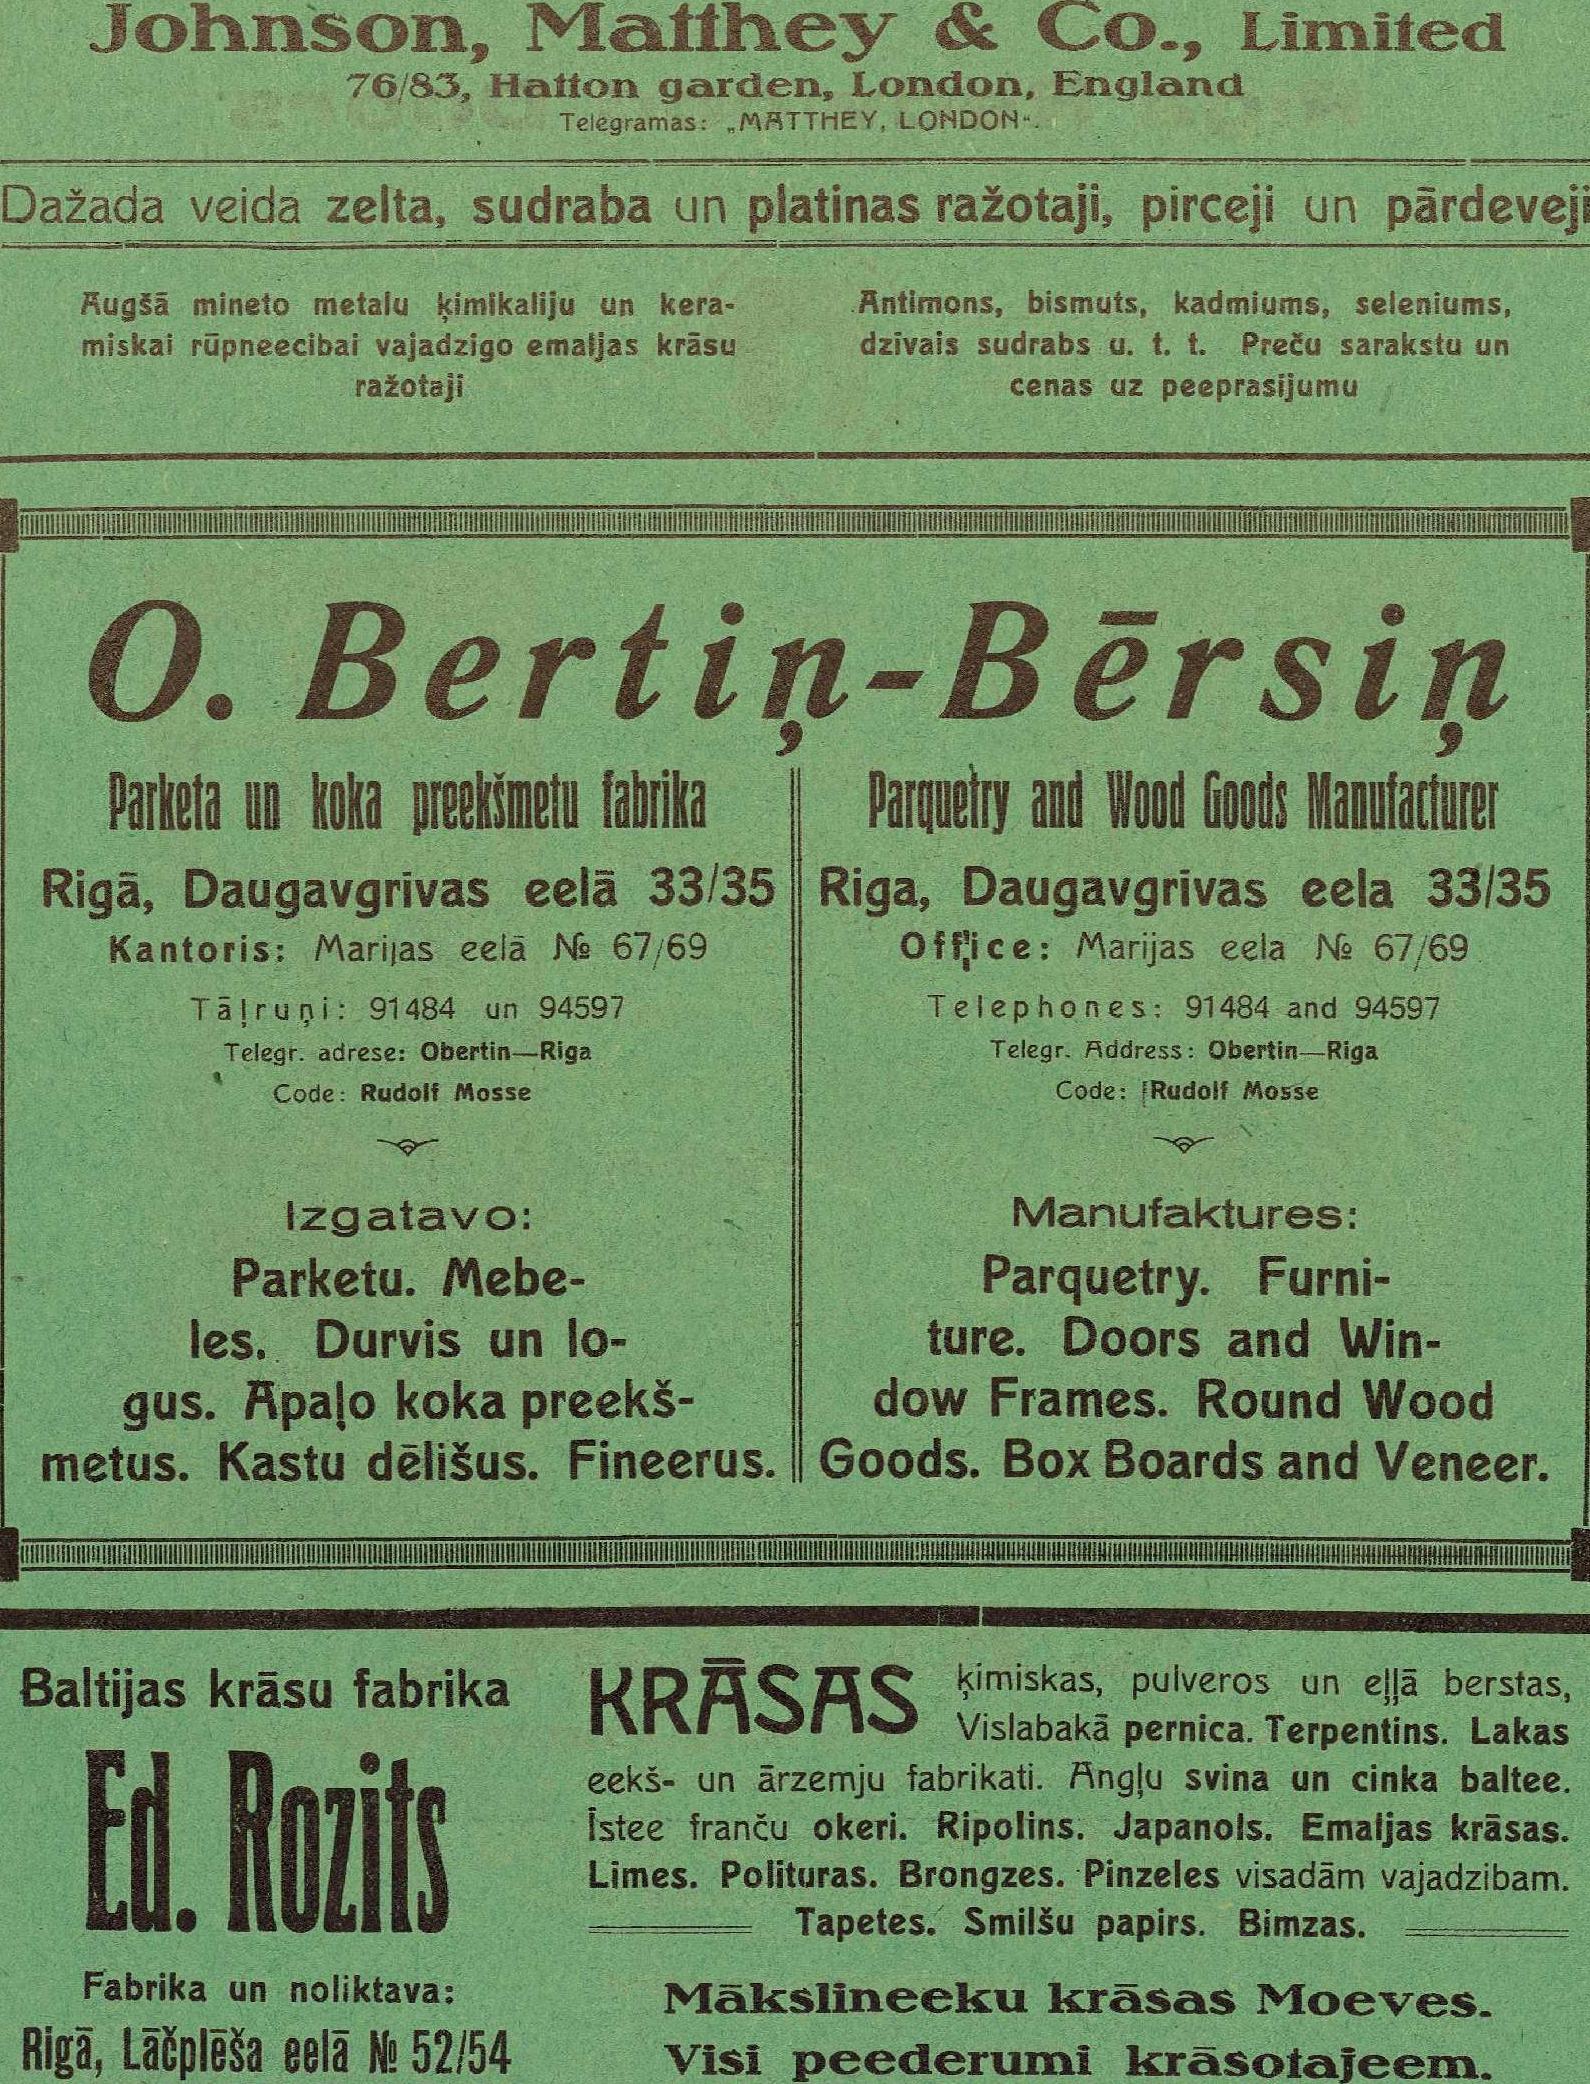 Johnson, Matthey & Co., Limited
76/83, Hatton garden, London, England
Telegramas: „MATTHEY, LONDON“.
Dažada veida zelta, sudraba un platinas ražotaji, pirceji un pārdeveji
Augšā mineto metalu ķimikaliju un kera-
miskai rūpneecibai vajadzigo emaljas krāsu
ražotaji
Antimons, bismuts, kadmiums, seleniums,
dzivais sudrabs u. t. t. Preču sarakstu un
cenas uz peeprasijumu
O. Bertiņ-Bērsiņ
Parketa un koka preekšmetu fabrika
Rigā, Daugavgrivas eelā 33/35
Kantoris: Marijas eelā № 67/69
Tāļruņi: 91484 un 94597
Telegr. adrese: Obertin—Riga
Code: Rudolf Mosse
Izgatavo:
Parketu. Mebe-
les. Durvis un lo-
gus. Apaļo koka preekš-
metus. Kastu dēlišus. Fineerus.
Parquetry and Wood Goods Manufacturer
Riga, Daugavgrivas eela 33/35
Office: Marijas eela № 67/69
Telephones: 91484 and 94597
Telegr. Address: Obertin—Riga
Code: Rudolf Mosse
Manufaktures:
Parquetry. Furni-
ture. Doors and Win-
dow Frames. Round Wood
Goods. Box Boards and Veneer.
Baltijas krāsu fabrika
Ed. Rozits
Fabrika un noliktava:
Rigā, Lāčplēša eelā № 52/54
KRĀSAS ķimiskas, pulveros un eļļā berstas,
Vislabakā pernica. Terpentins. Lakas
eekš- un ārzemju fabrikati. Angļu svina un cinka baltee.
Īstee franču okeri. Ripolins. Japanols. Emaljas krāsas.
Limes. Polituras. Brongzes. Pinzeles visadām vajadzibam.
Tapetes. Smilšu papirs. Bimzas.
Mākslineeku krāsas Moeves.
Visi peederumi krāsotajeem.